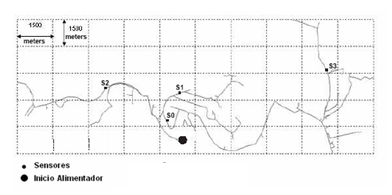 1500
meters
1500
meters
S3
S2
S1
S0
Sensores
Inicio Alimentador